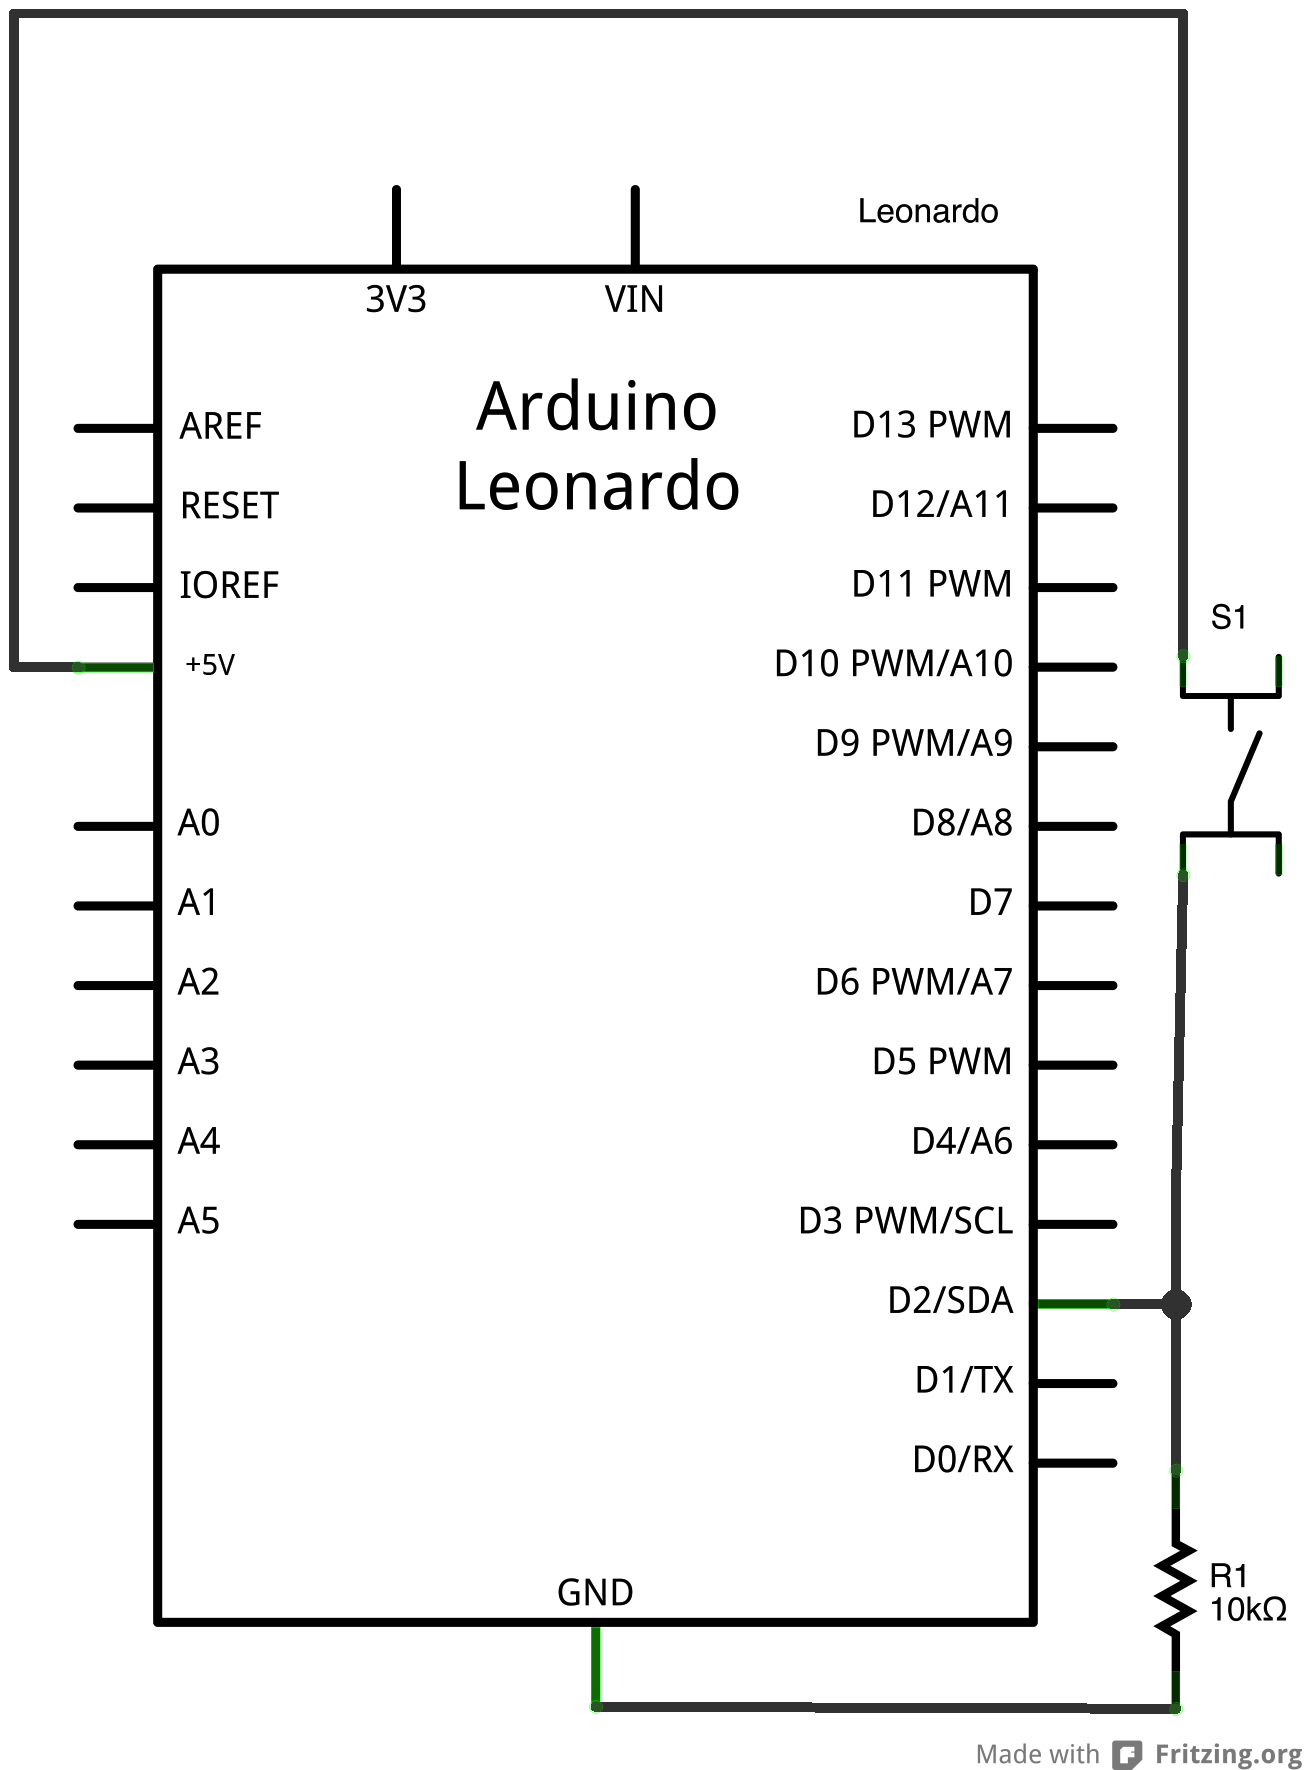 Leonardo
3V3 VIN
Arduino
Leonardo
AREF
RESET
IOREF
+5V
A0
A1
A2
A3
A4
A5
D13 PWM
D12/A11
D11 PWM
D10 PWM/A10
D9 PWM/A9
D8/A8
D7
D6 PWM/A7
D5 PWM
D4/A6
D3 PWM/SCL
D2/SDA
D1/TX
D0/RX
GND
S1
R1
10kΩ
Made with Fritzing.org